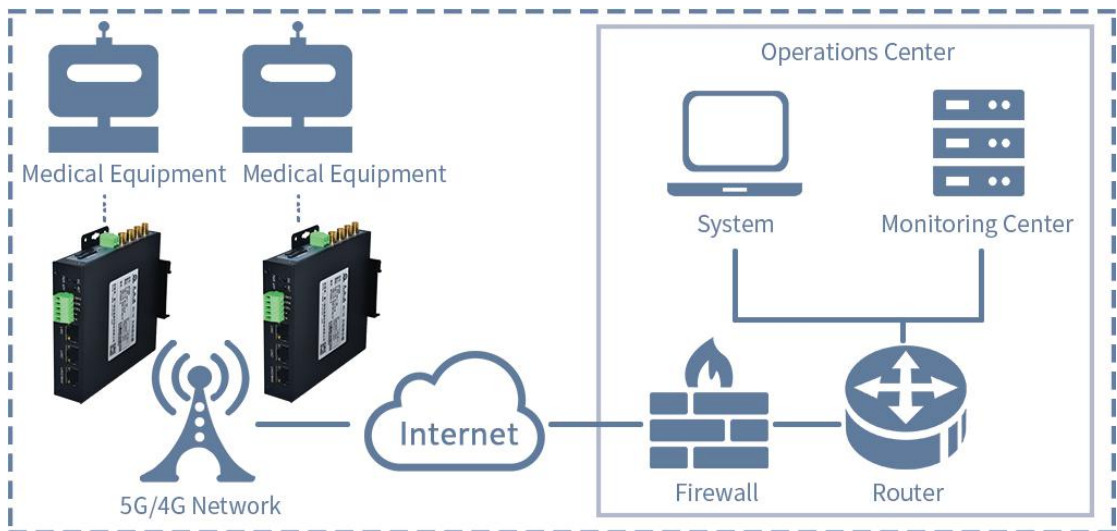 Operations Center
Medical Equipment
Medical Equipment
System
Monitoring Center
Internet
5G/4G Network
Firewall
Router